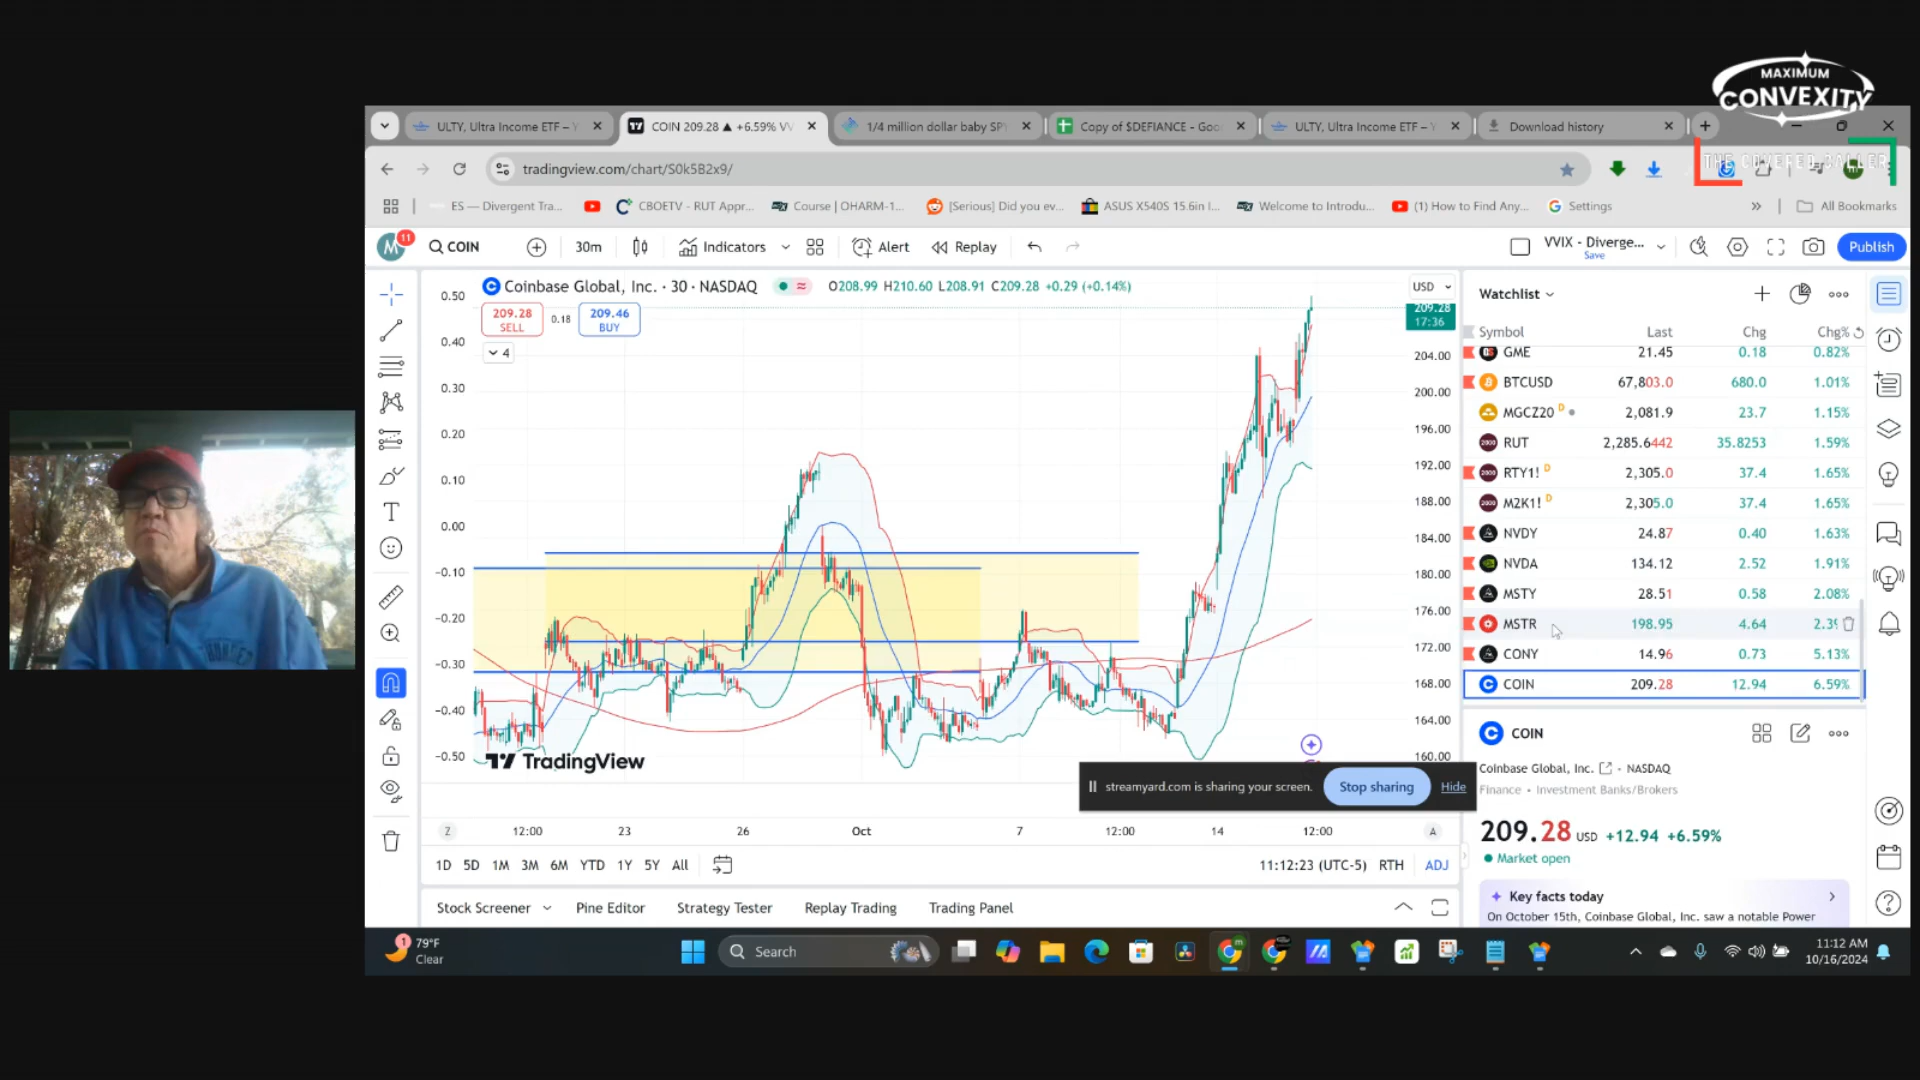 MAXIMUM
CONVEXITY
THE COVERED CALLER
ULTY, Ultra Income ETF – Y
COIN 209.28 ▲ +6.59% VV
1/4 million dollar baby SP
Copy of $DEFIANCE - Goo
ULTY, Ultra Income ETF – Y
Download history
tradingview.com/chart/S0k5B2x9/
ES — Divergent Tra...
CBOETV - RUT Appr...
Course | OHARM-1...
[Serious] Did you ev...
ASUS X540S 15.6in l...
Welcome to Introdu...
(1) How to Find Any...
Settings
All Bookmarks
M 11
COIN
30m
Indicators
Alert
Replay
VVIX - Diverge...
Save
Publish
Coinbase Global, Inc. · 30 · NASDAQ
O208.99 H210.60 L208.91 C209.28 +0.29 (+0.14%)
209.28
SELL
0.18
209.46
BUY
4
0.50
0.40
0.30
0.20
0.10
0.00
−0.10
−0.20
−0.30
−0.40
−0.50
USD
209.28
17:36
204.00
200.00
196.00
192.00
188.00
184.00
180.00
176.00
172.00
168.00
164.00
160.00
TradingView
streamyard.com is sharing your screen.
Stop sharing
Hide
Z
12:00
23
26
Oct
7
12:00
14
12:00
A
1D 5D 1M 3M 6M YTD 1Y 5Y All
11:12:23 (UTC-5) RTH ADJ
Stock Screener
Pine Editor
Strategy Tester
Replay Trading
Trading Panel
Watchlist
Symbol Last Chg Chg%
GME 21.45 0.18 0.82%
BTCUSD 67,803.0 680.0 1.01%
MGCZ20 D 2,081.9 23.7 1.15%
RUT 2,285.6442 35.8253 1.59%
RTY1! D 2,305.0 37.4 1.65%
M2K1! D 2,305.0 37.4 1.65%
NVDY 24.87 0.40 1.63%
NVDA 134.12 2.52 1.91%
MSTY 28.51 0.58 2.08%
MSTR 198.95 4.64 2.39
CONY 14.96 0.73 5.13%
COIN 209.28 12.94 6.59%
COIN
Coinbase Global, Inc. · NASDAQ
Finance • Investment Banks/Brokers
209.28 USD +12.94 +6.59%
Market open
Key facts today
On October 15th, Coinbase Global, Inc. saw a notable Power
1
79°F
Clear
Search
11:12 AM
10/16/2024